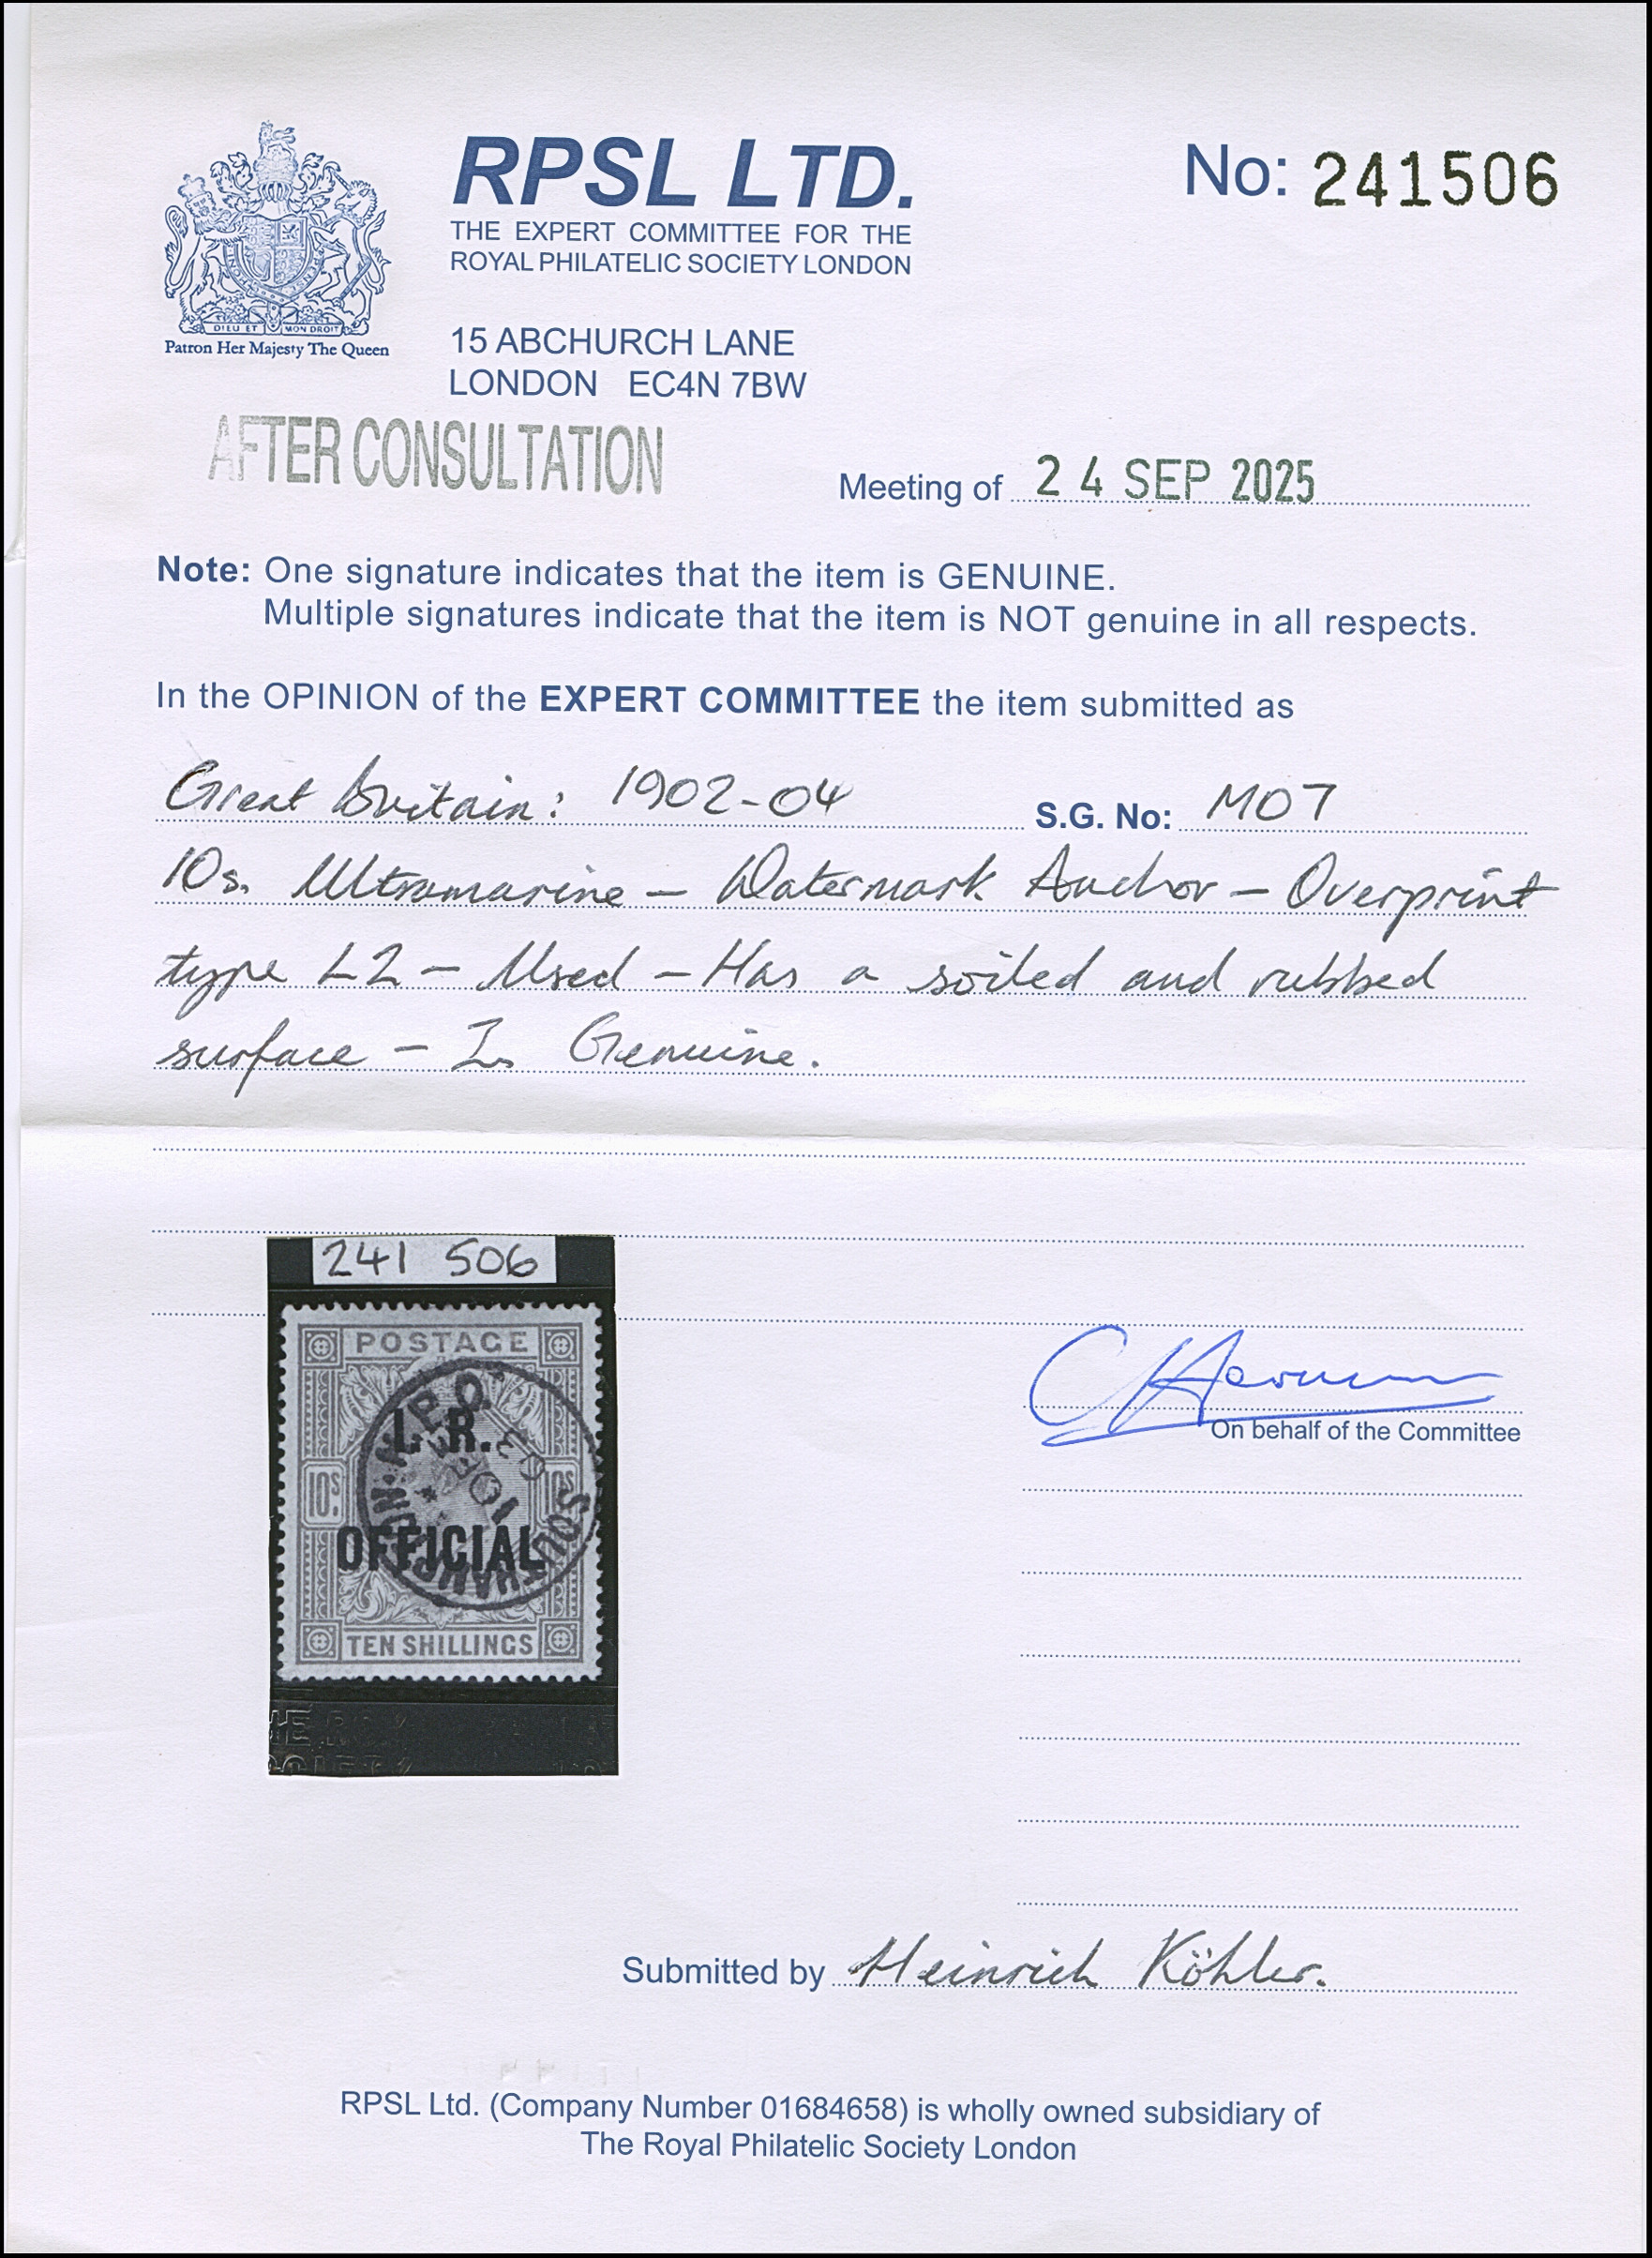 RPSL LTD.
THE EXPERT COMMITTEE FOR THE
ROYAL PHILATELIC SOCIETY LONDON
No: 241506
DIEU ET MON DROIT
Patron Her Majesty The Queen
15 ABCHURCH LANE
LONDON EC4N 7BW
AFTER CONSULTATION
Meeting of 24 SEP 2025
Note: One signature indicates that the item is GENUINE.
Multiple signatures indicate that the item is NOT genuine in all respects.
In the OPINION of the EXPERT COMMITTEE the item submitted as
Great Britain: 1902-04 S.G. No: MO7
10s. Ultramarine – Watermark Anchor – Overprint
type L2 – Used – Has a soiled and rubbed
surface – Is Genuine.
241 506
POSTAGE
I.R.
10s 10s
OFFICIAL
SOUTHAMPTON
TEN SHILLINGS
On behalf of the Committee
Submitted by Heinrich Köhler.
RPSL Ltd. (Company Number 01684658) is wholly owned subsidiary of
The Royal Philatelic Society London